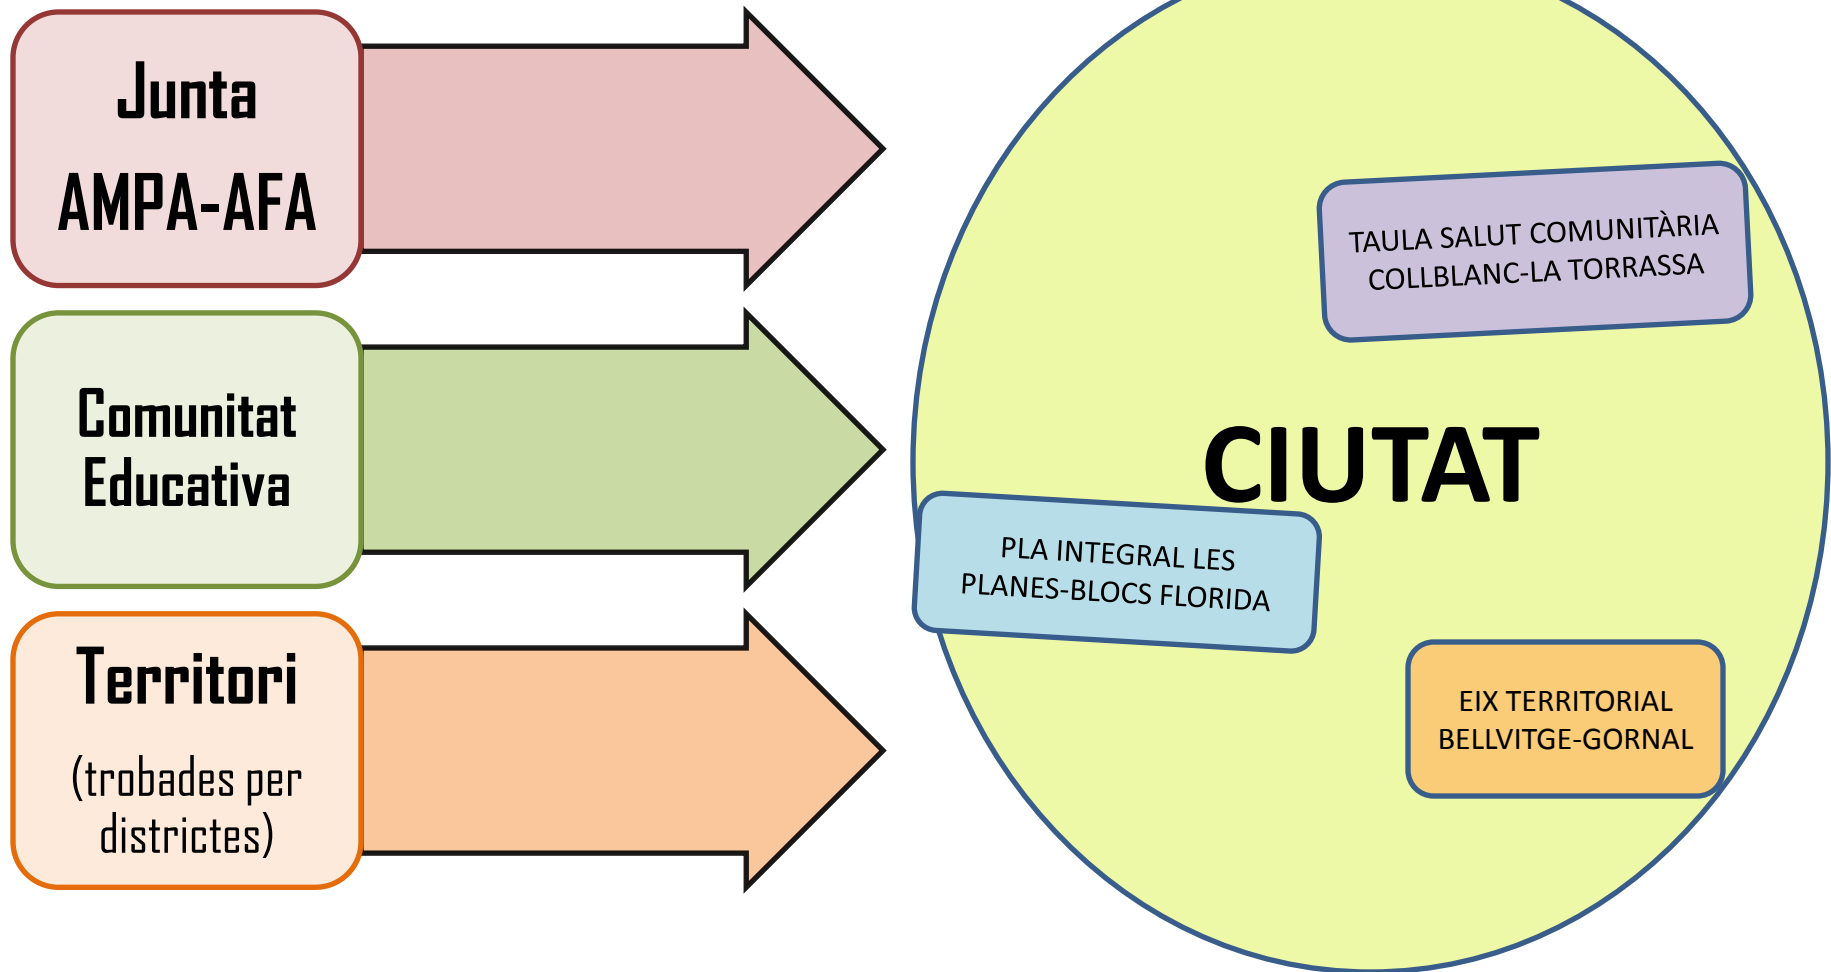 Junta
AMPA-AFA
Comunitat
Educativa
Territori
(trobades per
districtes)
TAULA SALUT COMUNITÀRIA
COLLBLANC-LA TORRASSA
CIUTAT
PLA INTEGRAL LES
PLANES-BLOCS FLORIDA
EIX TERRITORIAL
BELLVITGE-GORNAL